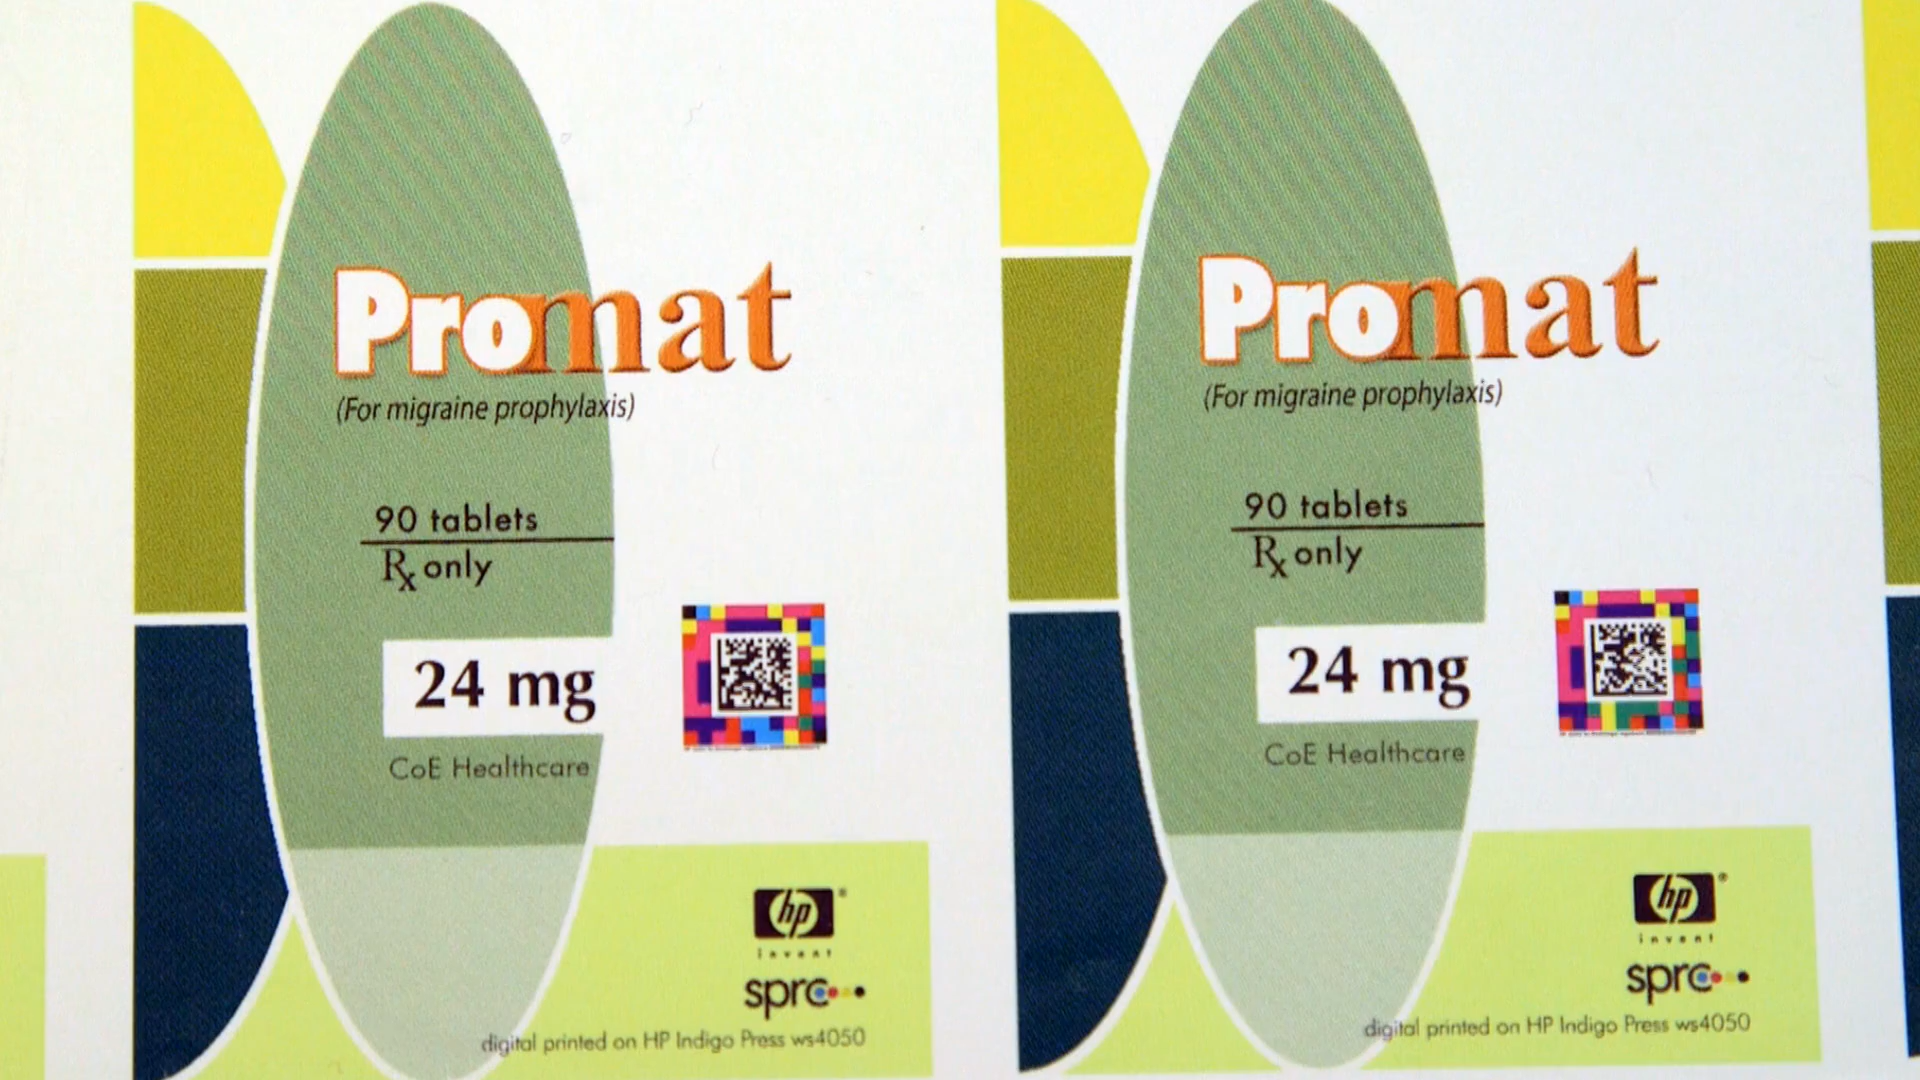 Promat
(For migraine prophylaxis)
90 tablets
Rx only
24 mg
CoE Healthcare
hp®
invent
sprc
digital printed on HP Indigo Press ws4050
Promat
(For migraine prophylaxis)
90 tablets
Rx only
24 mg
CoE Healthcare
hp®
invent
sprc
digital printed on HP Indigo Press ws4050